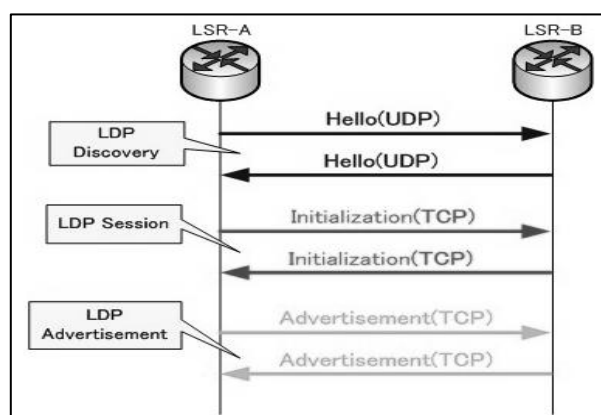 LSR-A
LSR-B
Hello(UDP)
LDP
Discovery
Hello(UDP)
Initialization(TCP)
LDP Session
Initialization(TCP)
LDP
Advertisement
Advertisement(TCP)
Advertisement(TCP)